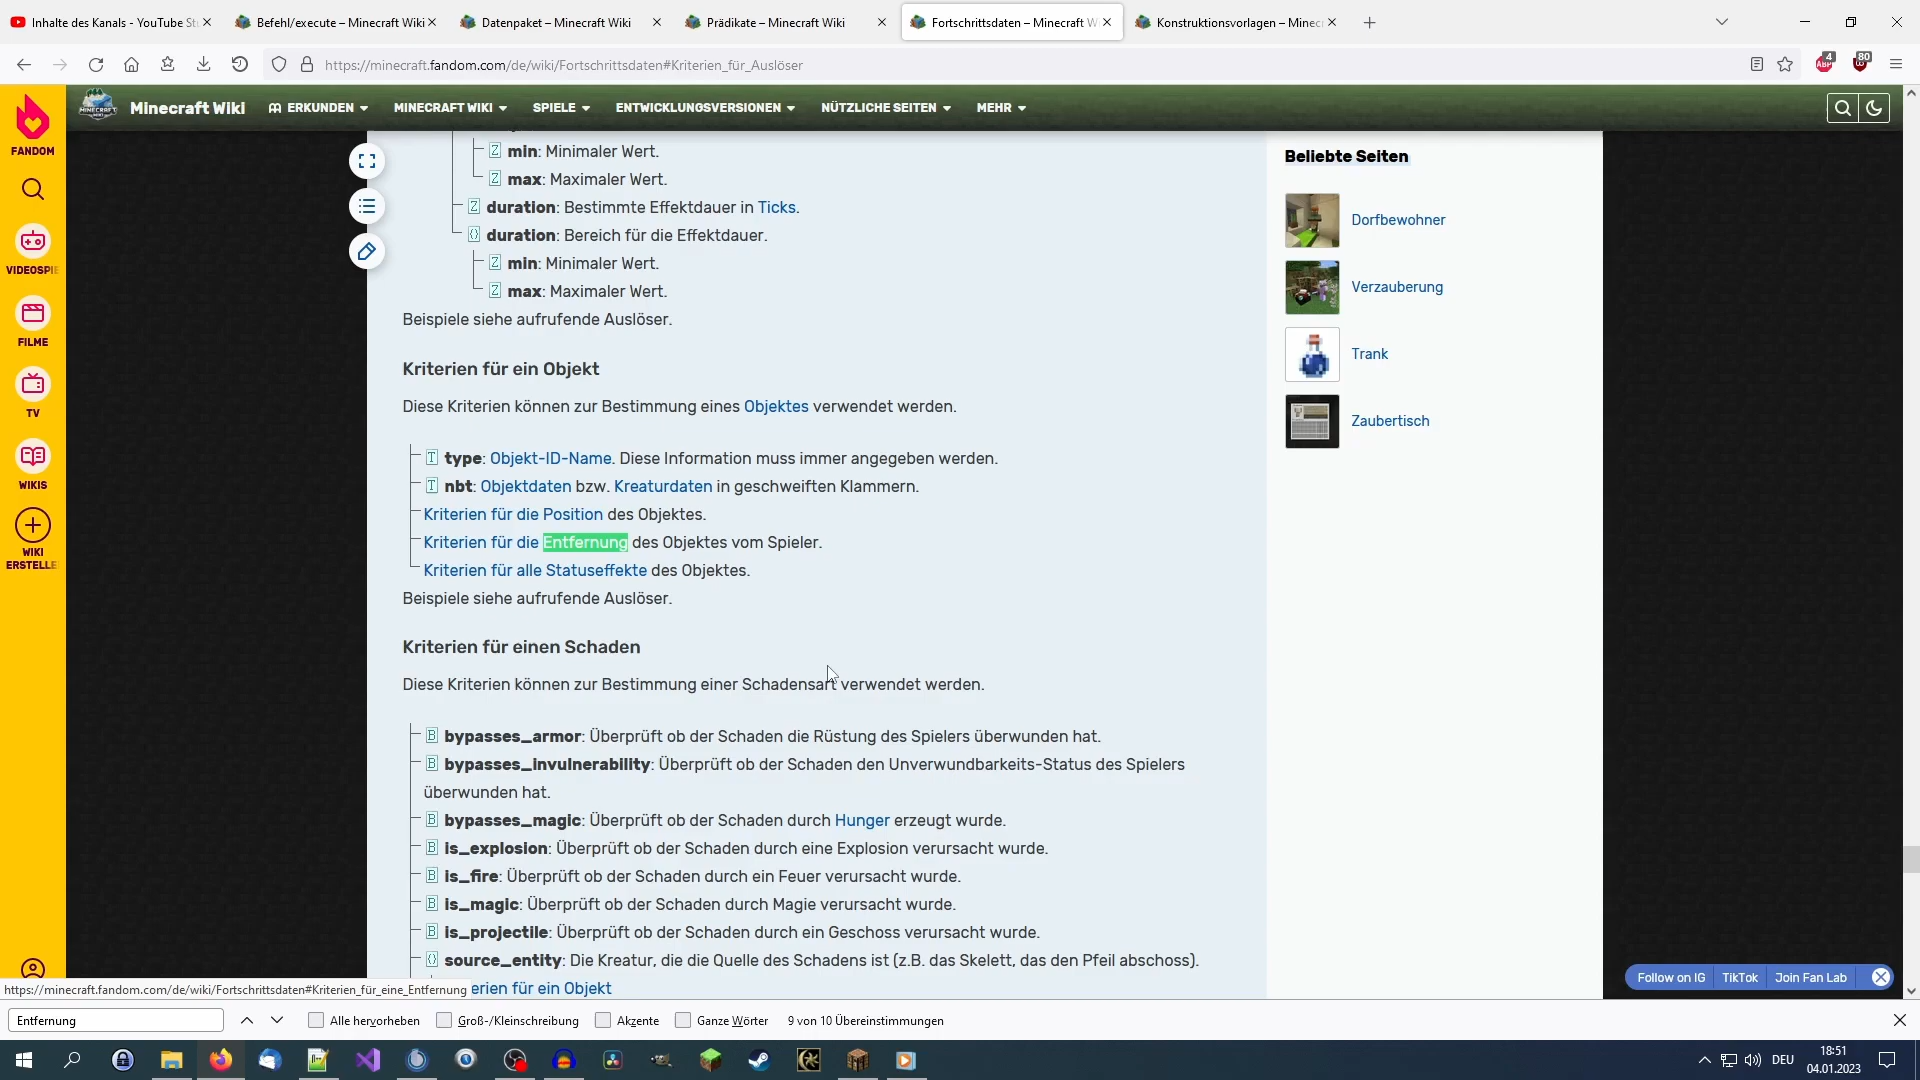 Inhalte des Kanals - YouTube St
Befehl/execute – Minecraft Wiki
Datenpaket – Minecraft Wiki
Prädikate – Minecraft Wiki
Fortschrittsdaten – Minecraft W
Konstruktionsvorlagen – Minec
https://minecraft.fandom.com/de/wiki/Fortschrittsdaten#Kriterien_für_Auslöser
ABP
4
80
MINECRAFT WIKI
Minecraft Wiki
ERKUNDEN
MINECRAFT WIKI
SPIELE
ENTWICKLUNGSVERSIONEN
NÜTZLICHE SEITEN
MEHR
FANDOM
VIDEOSPIE
FILME
TV
WIKIS
WIKI
ERSTELLE
Z min: Minimaler Wert.
Z max: Maximaler Wert.
Z duration: Bestimmte Effektdauer in Ticks.
{} duration: Bereich für die Effektdauer.
Z min: Minimaler Wert.
Z max: Maximaler Wert.
Beispiele siehe aufrufende Auslöser.
Kriterien für ein Objekt
Diese Kriterien können zur Bestimmung eines Objektes verwendet werden.
T type: Objekt-ID-Name. Diese Information muss immer angegeben werden.
T nbt: Objektdaten bzw. Kreaturdaten in geschweiften Klammern.
Kriterien für die Position des Objektes.
Kriterien für die Entfernung des Objektes vom Spieler.
Kriterien für alle Statuseffekte des Objektes.
Beispiele siehe aufrufende Auslöser.
Kriterien für einen Schaden
Diese Kriterien können zur Bestimmung einer Schadensart verwendet werden.
B bypasses_armor: Überprüft ob der Schaden die Rüstung des Spielers überwunden hat.
B bypasses_invulnerability: Überprüft ob der Schaden den Unverwundbarkeits-Status des Spielers
überwunden hat.
B bypasses_magic: Überprüft ob der Schaden durch Hunger erzeugt wurde.
B is_explosion: Überprüft ob der Schaden durch eine Explosion verursacht wurde.
B is_fire: Überprüft ob der Schaden durch ein Feuer verursacht wurde.
B is_magic: Überprüft ob der Schaden durch Magie verursacht wurde.
B is_projectile: Überprüft ob der Schaden durch ein Geschoss verursacht wurde.
{} source_entity: Die Kreatur, die die Quelle des Schadens ist (z.B. das Skelett, das den Pfeil abschoss).
erien für ein Objekt
Beliebte Seiten
Dorfbewohner
Verzauberung
Trank
Zaubertisch
Follow on IG
TikTok
Join Fan Lab
https://minecraft.fandom.com/de/wiki/Fortschrittsdaten#Kriterien_für_eine_Entfernung
Entfernung
Alle hervorheben
Groß-/Kleinschreibung
Akzente
Ganze Wörter
9 von 10 Übereinstimmungen
DEU
18:51
04.01.2023